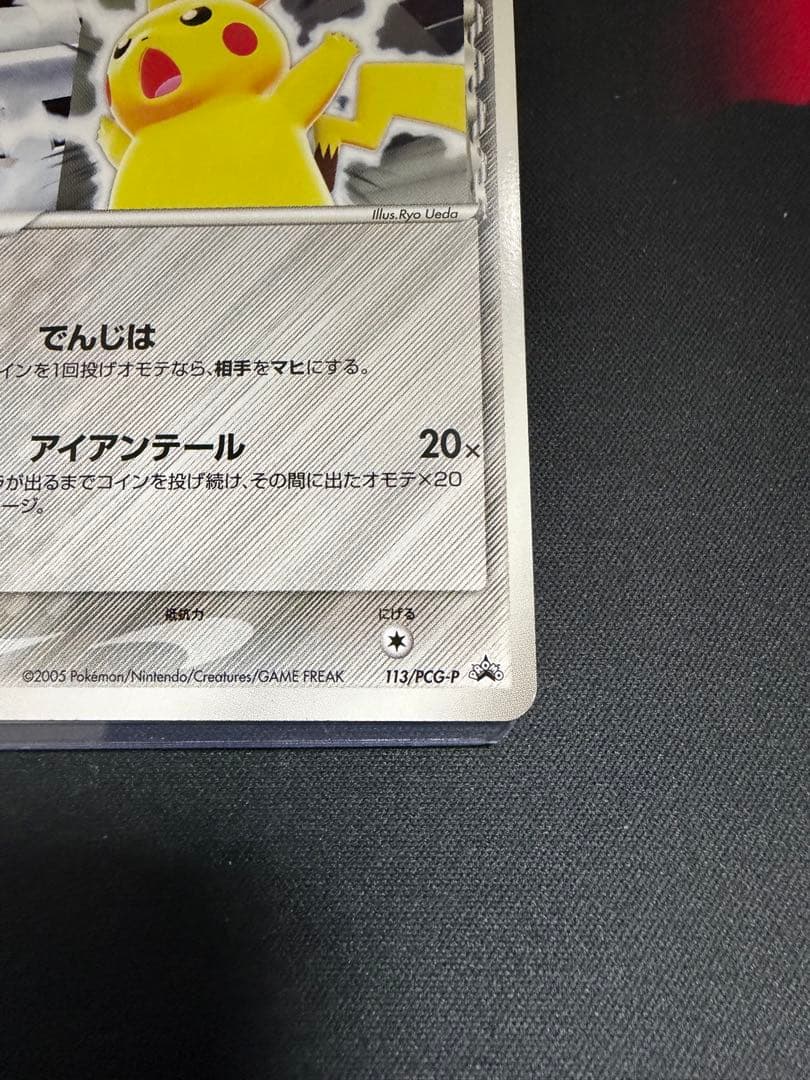 Illus.Ryo Ueda
でんじは
インを1回投げオモテなら、相手をマヒにする。
アイアンテール 20×
が出るまでコインを投げ続け、その間に出たオモテ×20
ージ。
抵抗力 にげる
©2005 Pokémon/Nintendo/Creatures/GAME FREAK 113/PCG-P